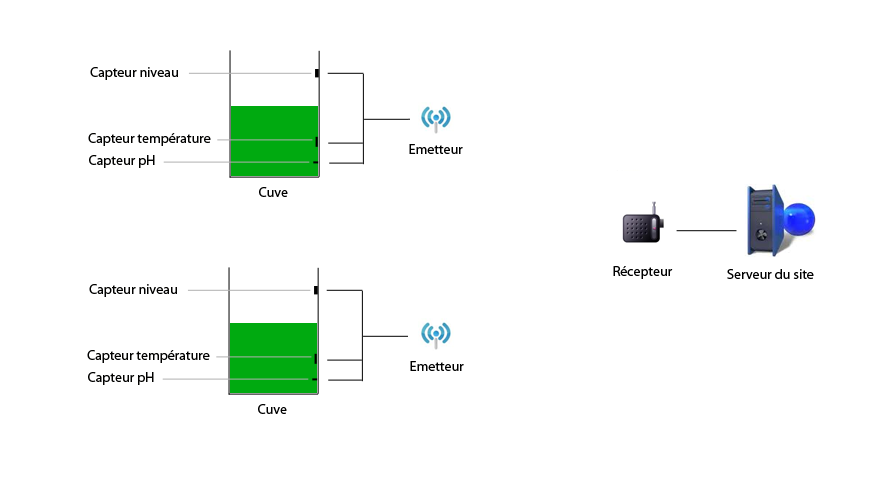 Capteur niveau
Capteur température
Capteur pH
Cuve
Emetteur
Récepteur
Serveur du site
Capteur niveau
Capteur température
Capteur pH
Cuve
Emetteur